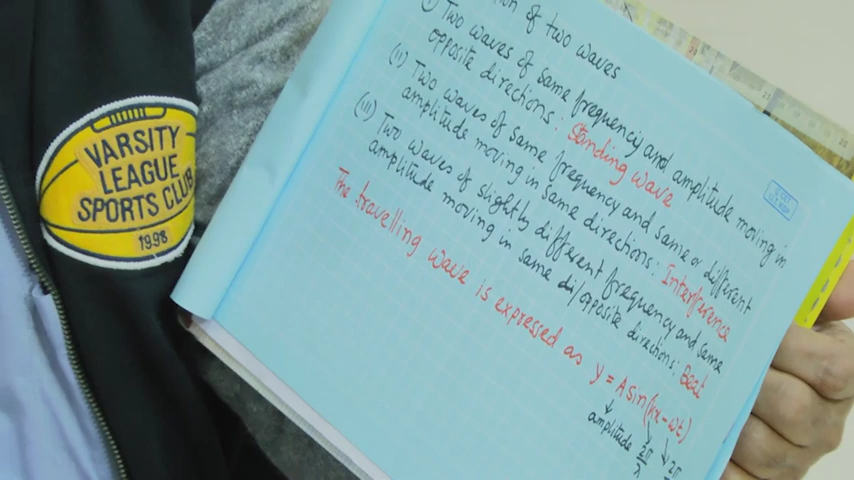 VARSITY
LEAGUE
SPORTS CLUB
1998
of two waves
(i) Two waves of same frequency and amplitude moving in
opposite directions: Standing wave
(ii) Two waves of same frequency and same or different
amplitude moving in same directions: Interference
(iii) Two waves of slightly different frequency and same
amplitude moving in same di/opposite directions: Beat
The travelling wave is expressed as y = A sin(kx - ωt)
amplitude 2π/λ 2π